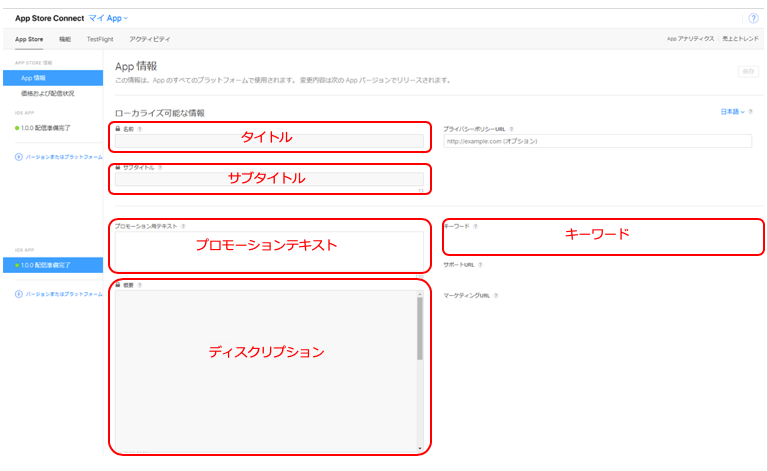 App Store Connect マイ App
?
App Store 機能 TestFlight アクティビティ
App アナリティクス 売上とトレンド
APP STORE 情報
App 情報
価格および配信状況
iOS APP
1.0.0 配信準備完了
バージョンまたはプラットフォーム
App 情報
この情報は、App のすべてのプラットフォームで使用されます。 変更内容は次の App バージョンでリリースされます。
保存
ローカライズ可能な情報
日本語 ?
名前 ?
タイトル
プライバシーポリシーURL ?
http://example.com (オプション)
サブタイトル ?
サブタイトル
iOS APP
1.0.0 配信準備完了
バージョンまたはプラットフォーム
プロモーション用テキスト ?
プロモーションテキスト
キーワード ?
キーワード
サポートURL ?
概要 ?
マーケティングURL ?
ディスクリプション